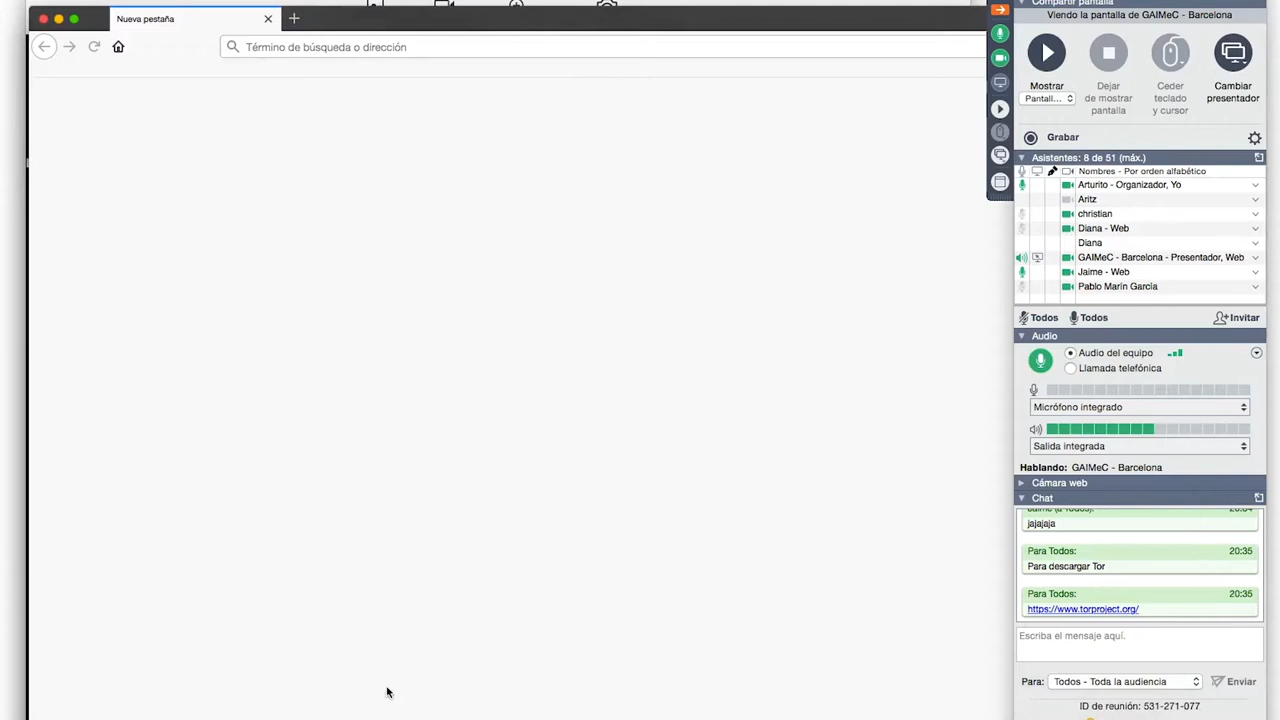 Nueva pestaña
Término de búsqueda o dirección
Compartir pantalla
Viendo la pantalla de GAIMeC - Barcelona
Mostrar
Pantall...
Dejar
de mostrar
pantalla
Ceder
teclado
y cursor
Cambiar
presentador
Grabar
Asistentes: 8 de 51 (máx.)
Nombres - Por orden alfabético
Arturito - Organizador, Yo
Aritz
christian
Diana - Web
Diana
GAIMeC - Barcelona - Presentador, Web
Jaime - Web
Pablo Marín García
Todos
Todos
Invitar
Audio
Audio del equipo
Llamada telefónica
Micrófono integrado
Salida integrada
Hablando: GAIMeC - Barcelona
Cámara web
Chat
Jaime (a Todos): 20:34
jajajaja
Para Todos: 20:35
Para descargar Tor
Para Todos: 20:35
https://www.torproject.org/
Escriba el mensaje aquí.
Para: Todos - Toda la audiencia
Enviar
ID de reunión: 531-271-077